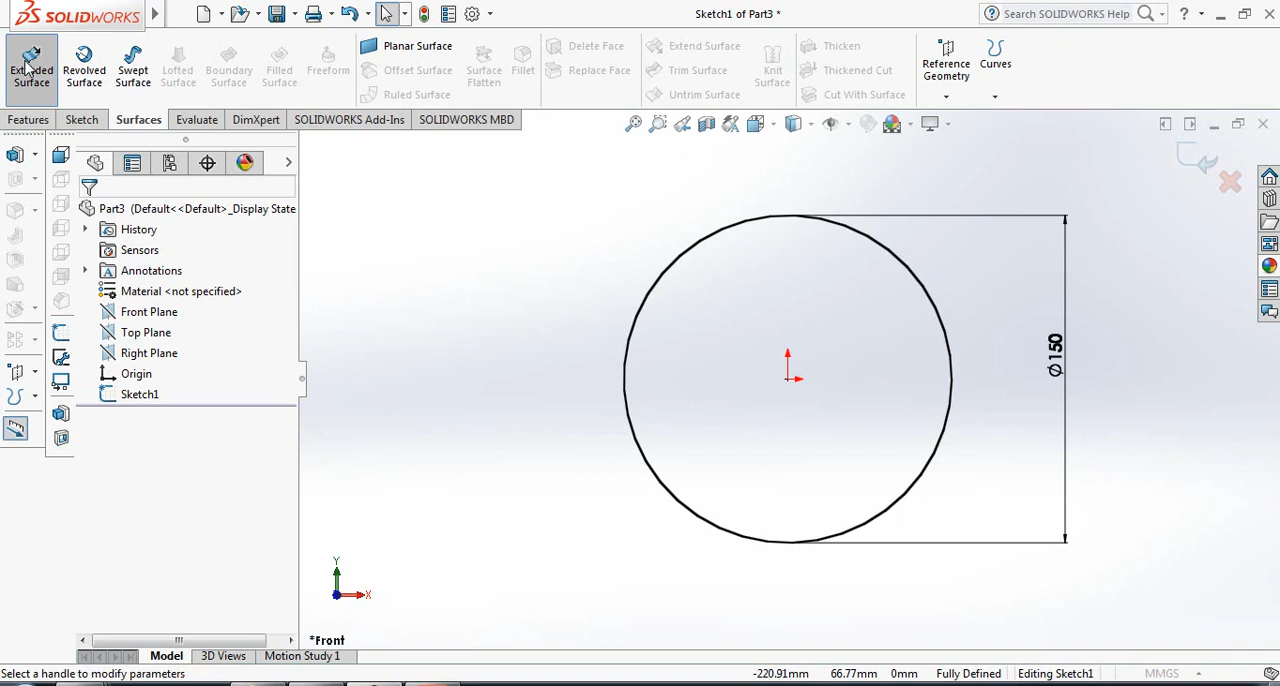 SOLIDWORKS
Sketch1 of Part3 *
Search SOLIDWORKS Help
?
Extruded Surface
Revolved Surface
Swept Surface
Lofted Surface
Boundary Surface
Filled Surface
Freeform
Planar Surface
Offset Surface
Ruled Surface
Surface Flatten
Fillet
Delete Face
Replace Face
Extend Surface
Trim Surface
Untrim Surface
Knit Surface
Thicken
Thickened Cut
Cut With Surface
Reference Geometry
Curves
Features Sketch Surfaces Evaluate DimXpert SOLIDWORKS Add-Ins SOLIDWORKS MBD
Part3 (Default<<Default>_Display State
History
Sensors
Annotations
Material <not specified>
Front Plane
Top Plane
Right Plane
Origin
Sketch1
Ø150
Y
X
*Front
Model 3D Views Motion Study 1
Select a handle to modify parameters -220.91mm 66.77mm 0mm Fully Defined Editing Sketch1 MMGS